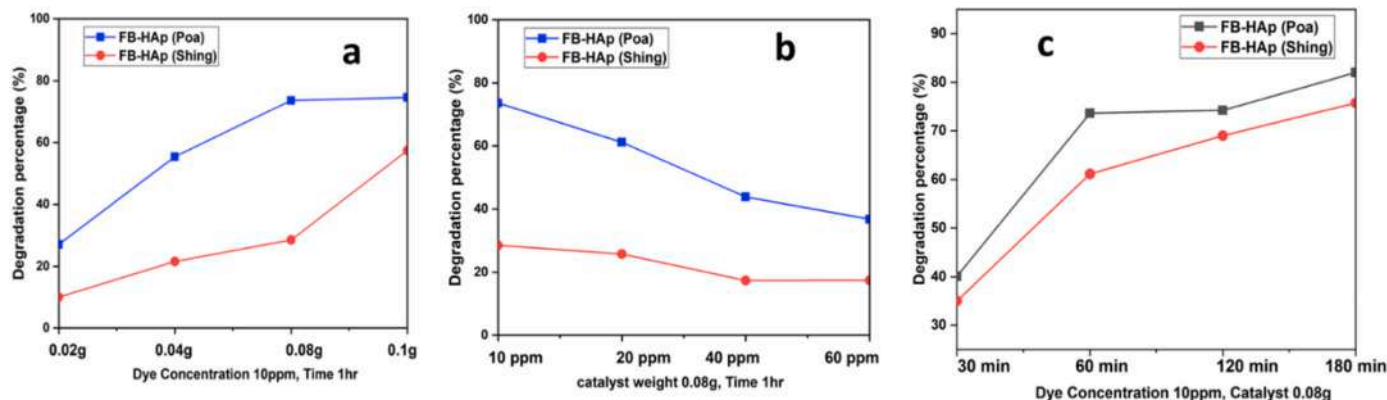 100
80
60
40
20
0
Degradation percentage (%)
FB-HAp (Poa)
FB-HAp (Shing)
a
0.02g 0.04g 0.08g 0.1g
Dye Concentration 10ppm, Time 1hr
100
80
60
40
20
0
Degradation percentage (%)
FB-HAp (Poa)
FB-HAp (Shing)
b
10 ppm 20 ppm 40 ppm 60 ppm
catalyst weight 0.08g, Time 1hr
90
80
70
60
50
40
30
Degradation percentage (%)
FB-HAp (Poa)
FB-HAp (Shing)
c
30 min 60 min 120 min 180 min
Dye Concentration 10ppm, Catalyst 0.08g